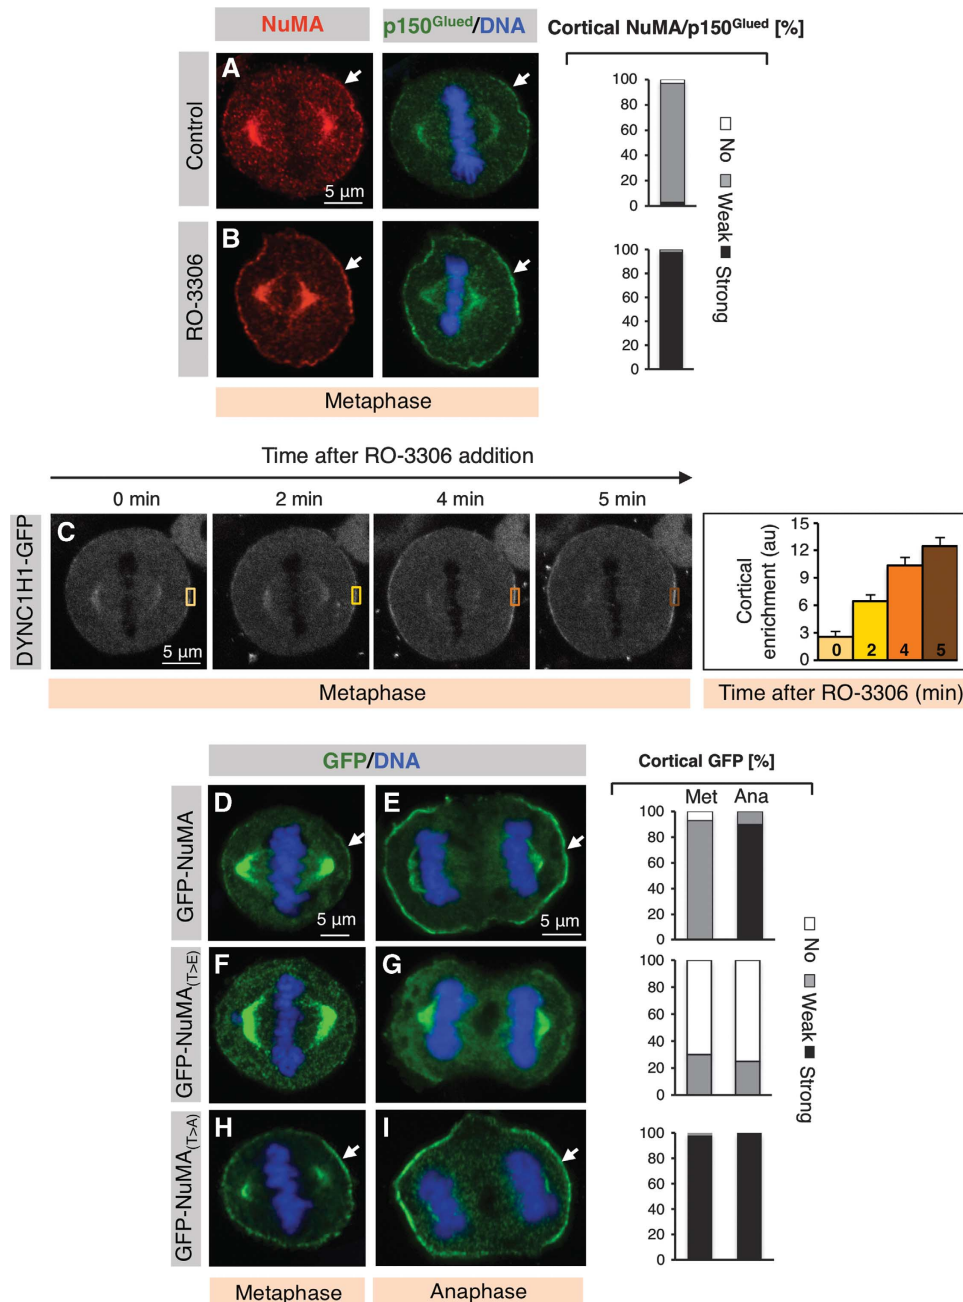 NuMA
p150Glued/DNA
Cortical NuMA/p150Glued [%]
Control
A
5 µm
100
80
60
40
20
0
No
Weak
Strong
RO-3306
B
100
80
60
40
20
0
Metaphase
Time after RO-3306 addition
0 min
2 min
4 min
5 min
DYNC1H1-GFP
C
5 µm
Cortical
enrichment (au)
15
12
9
6
3
0
0
2
4
5
Metaphase
Time after RO-3306 (min)
GFP/DNA
Cortical GFP [%]
Met
Ana
GFP-NuMA
D
5 µm
E
5 µm
100
80
60
40
20
0
No
Weak
Strong
GFP-NuMA(T>E)
F
G
100
80
60
40
20
0
GFP-NuMA(T>A)
H
I
100
80
60
40
20
0
Metaphase
Anaphase